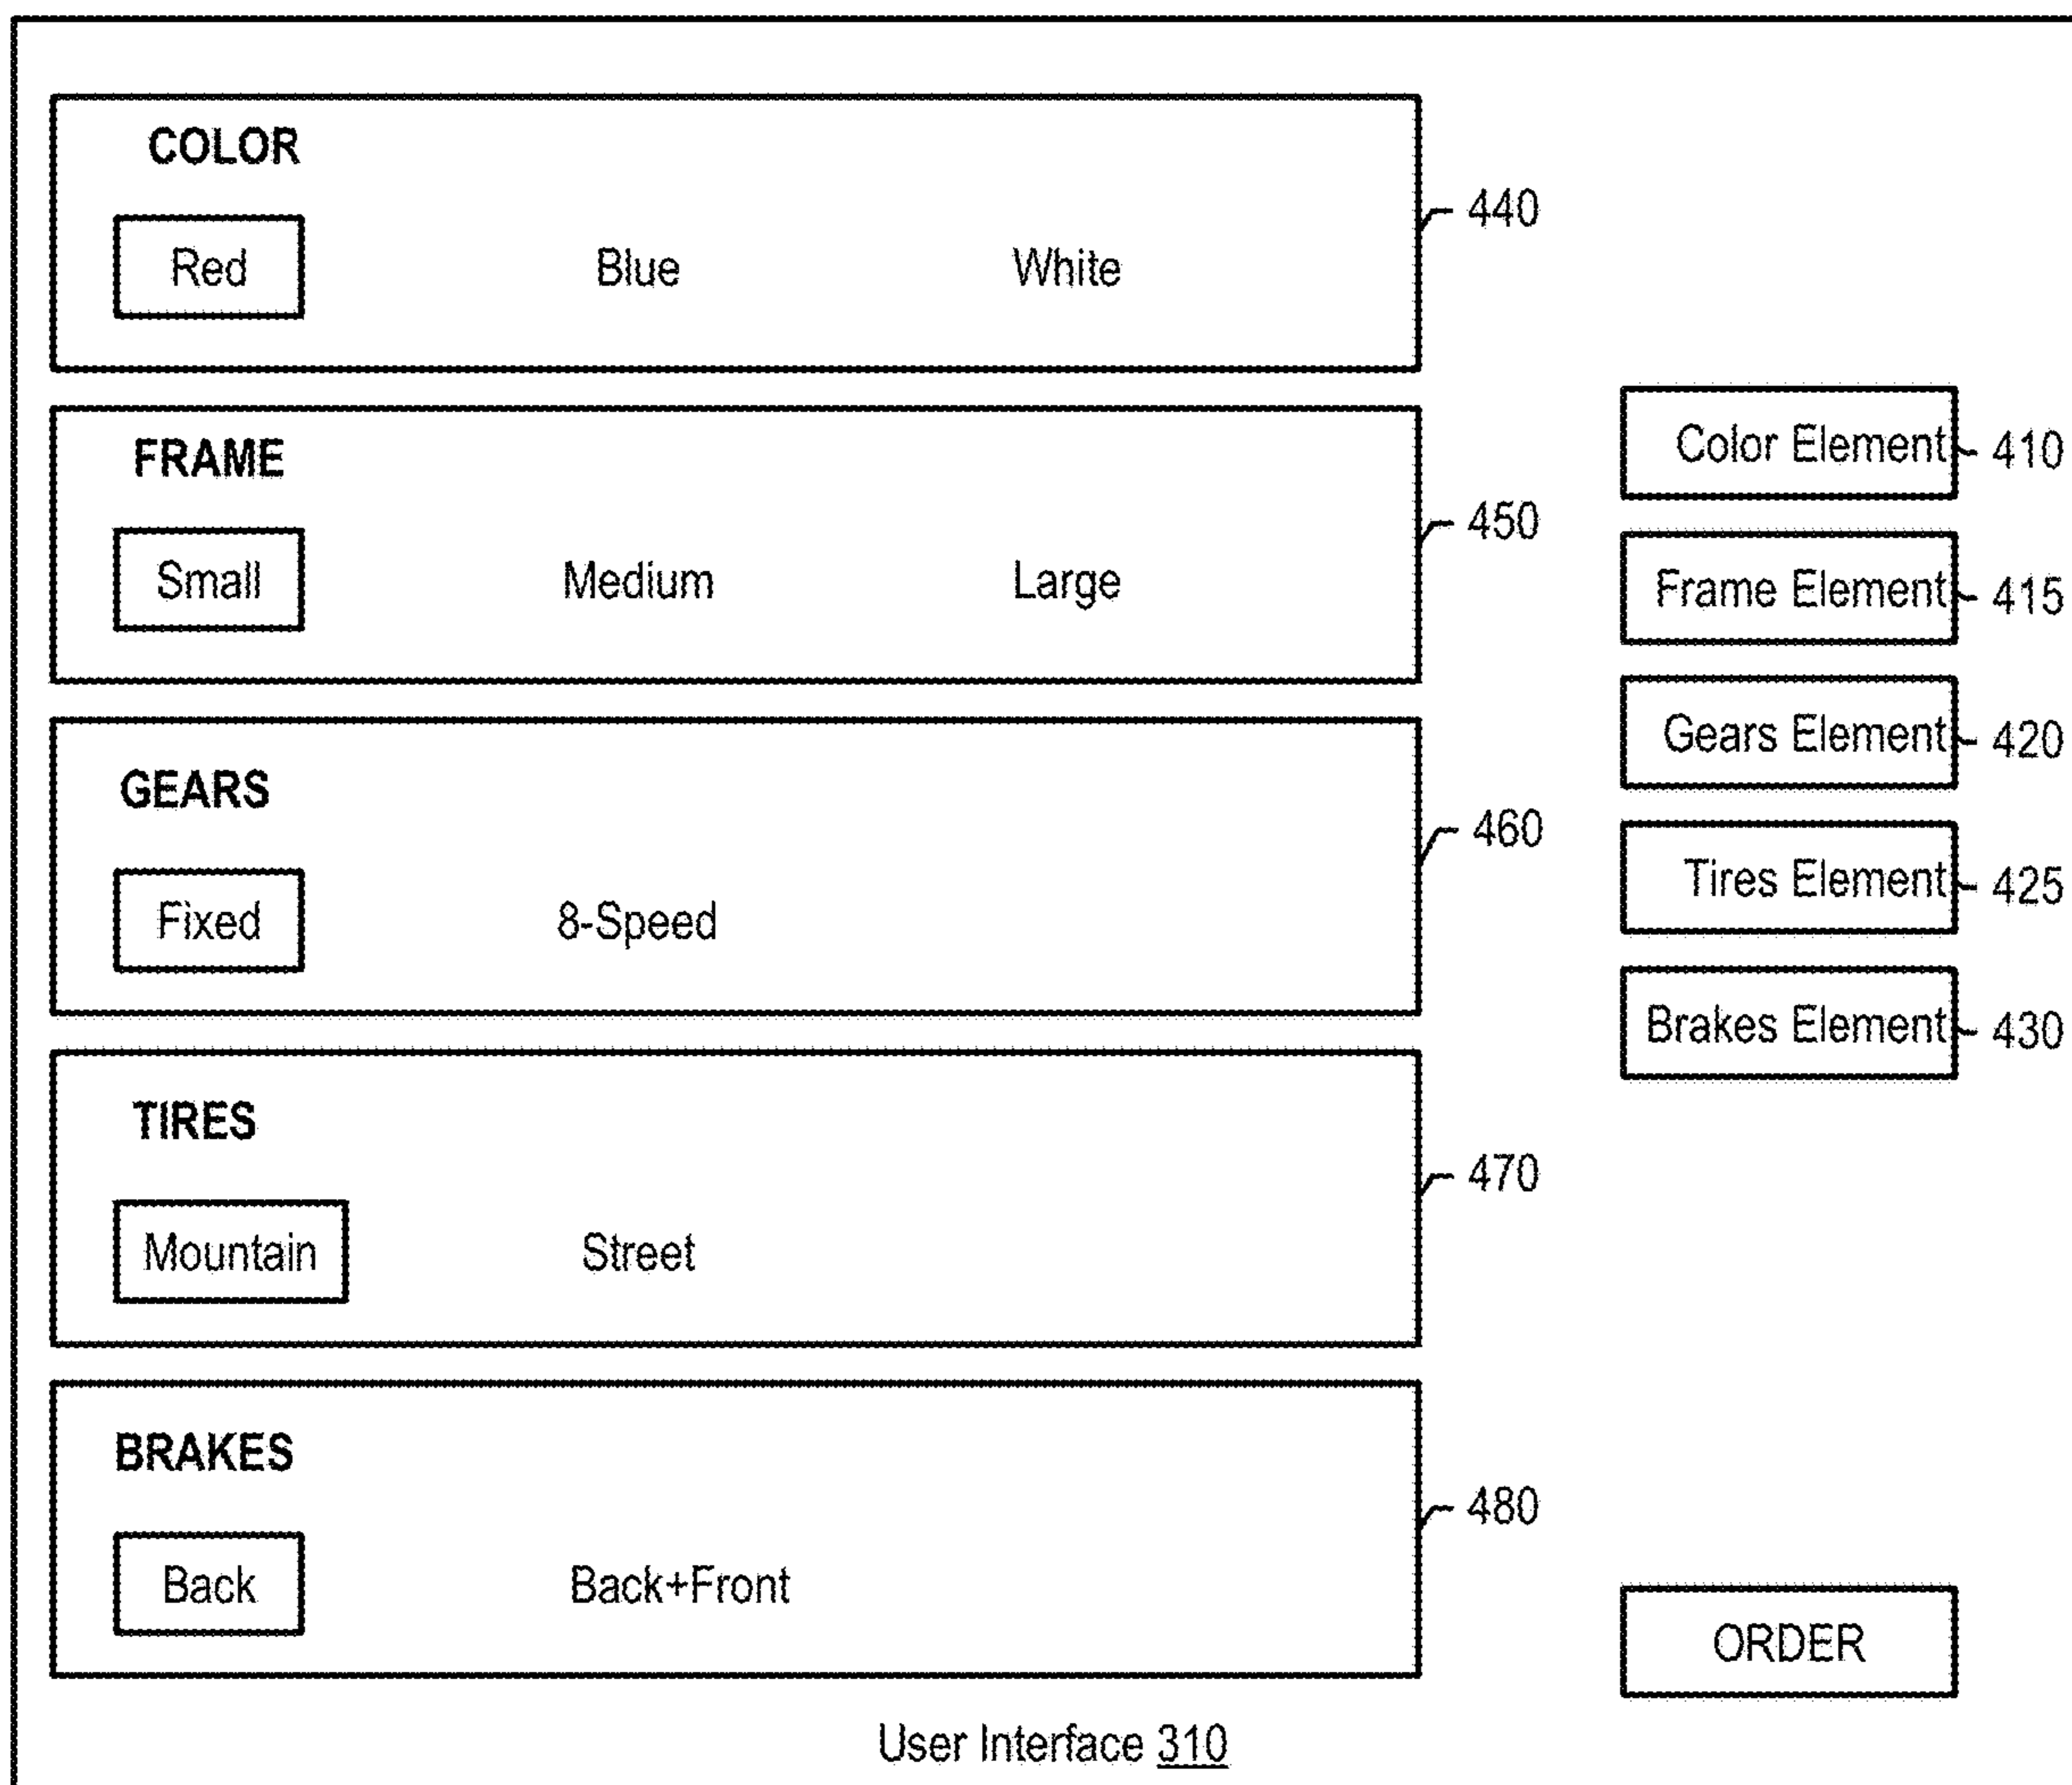 COLOR
Red Blue White
440
FRAME
Small Medium Large
450
GEARS
Fixed 8-Speed
460
TIRES
Mountain Street
470
BRAKES
Back Back+Front
480
Color Element 410
Frame Element 415
Gears Element 420
Tires Element 425
Brakes Element 430
ORDER
User Interface 310